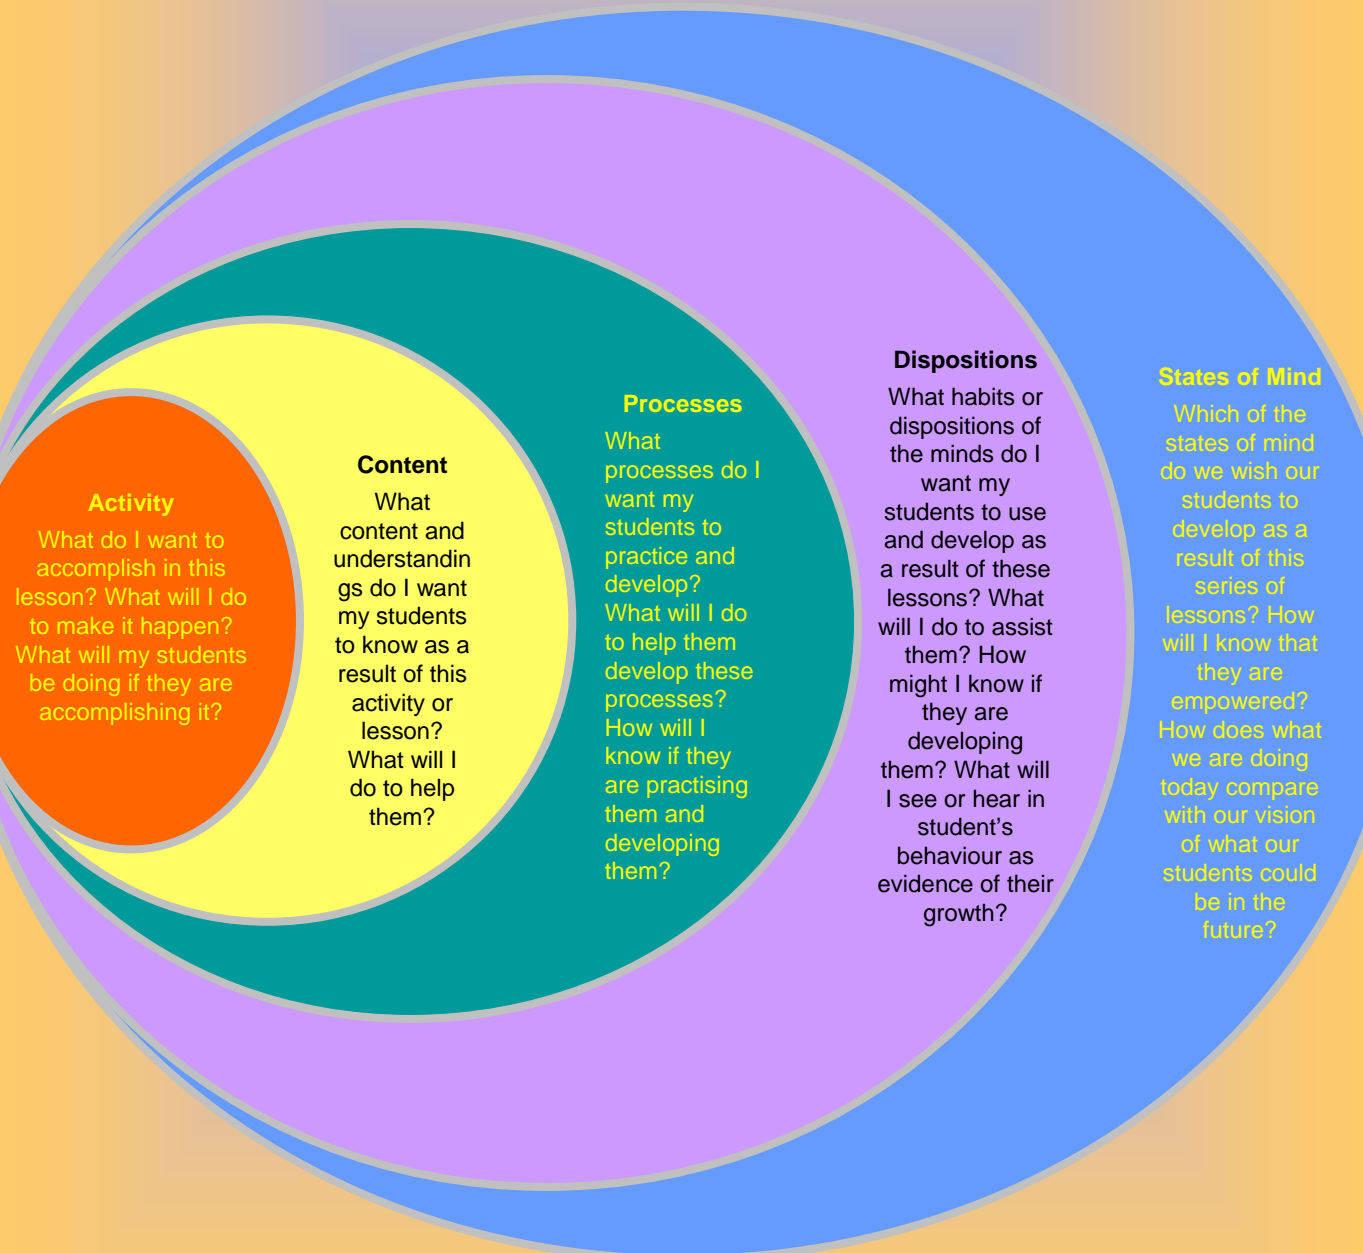 Activity
What do I want to
accomplish in this
lesson? What will I do
to make it happen?
What will my students
be doing if they are
accomplishing it?
Content
What
content and
understandin
gs do I want
my students
to know as a
result of this
activity or
lesson?
What will I
do to help
them?
Processes
What
processes do I
want my
students to
practice and
develop?
What will I do
to help them
develop these
processes?
How will I
know if they
are practising
them and
developing
them?
Dispositions
What habits or
dispositions of
the minds do I
want my
students to use
and develop as
a result of these
lessons? What
will I do to assist
them? How
might I know if
they are
developing
them? What will
I see or hear in
student’s
behaviour as
evidence of their
growth?
States of Mind
Which of the
states of mind
do we wish our
students to
develop as a
result of this
series of
lessons? How
will I know that
they are
empowered?
How does what
we are doing
today compare
with our vision
of what our
students could
be in the
future?